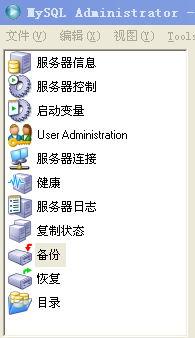 MySQL Administrator -
文件(V) 编辑(X) 视图(Y) Tools
服务器信息
服务器控制
启动变量
User Administration
服务器连接
健康
服务器日志
复制状态
备份
恢复
目录